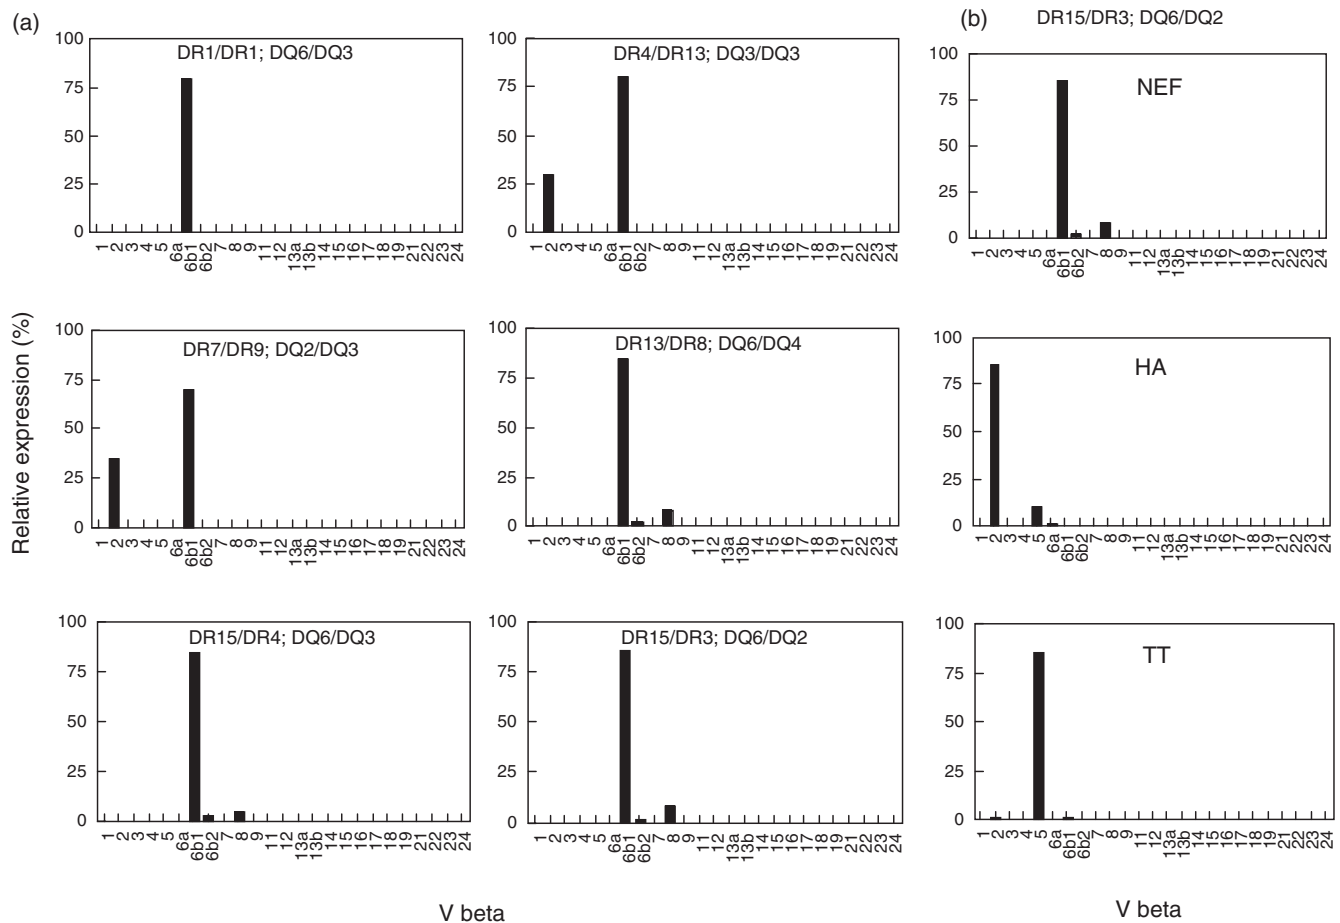 (a)
(b)
DR15/DR3; DQ6/DQ2
Relative expression (%)
DR1/DR1; DQ6/DQ3
100
75
50
25
0
1 2 3 4 5 6a 6b1 6b2 7 8 9 11 12 13a 13b 14 15 16 17 18 19 21 22 23 24
DR4/DR13; DQ3/DQ3
100
75
50
25
0
1 2 3 4 5 6a 6b1 6b2 7 8 9 11 12 13a 13b 14 15 16 17 18 19 21 22 23 24
NEF
100
75
50
25
0
1 2 3 4 5 6a 6b1 6b2 7 8 9 11 12 13a 13b 14 15 16 17 18 19 21 22 23 24
DR7/DR9; DQ2/DQ3
100
75
50
25
0
1 2 3 4 5 6a 6b1 6b2 7 8 9 11 12 13a 13b 14 15 16 17 18 19 21 22 23 24
DR13/DR8; DQ6/DQ4
100
75
50
25
0
1 2 3 4 5 6a 6b1 6b2 7 8 9 11 12 13a 13b 14 15 16 17 18 19 21 22 23 24
HA
100
75
50
25
0
1 2 3 4 5 6a 6b1 6b2 7 8 9 11 12 13a 13b 14 15 16 17 18 19 21 22 23 24
DR15/DR4; DQ6/DQ3
100
75
50
25
0
1 2 3 4 5 6a 6b1 6b2 7 8 9 11 12 13a 13b 14 15 16 17 18 19 21 22 23 24
DR15/DR3; DQ6/DQ2
100
75
50
25
0
1 2 3 4 5 6a 6b1 6b2 7 8 9 11 12 13a 13b 14 15 16 17 18 19 21 22 23 24
TT
100
75
50
25
0
1 2 3 4 5 6a 6b1 6b2 7 8 9 11 12 13a 13b 14 15 16 17 18 19 21 22 23 24
V beta
V beta